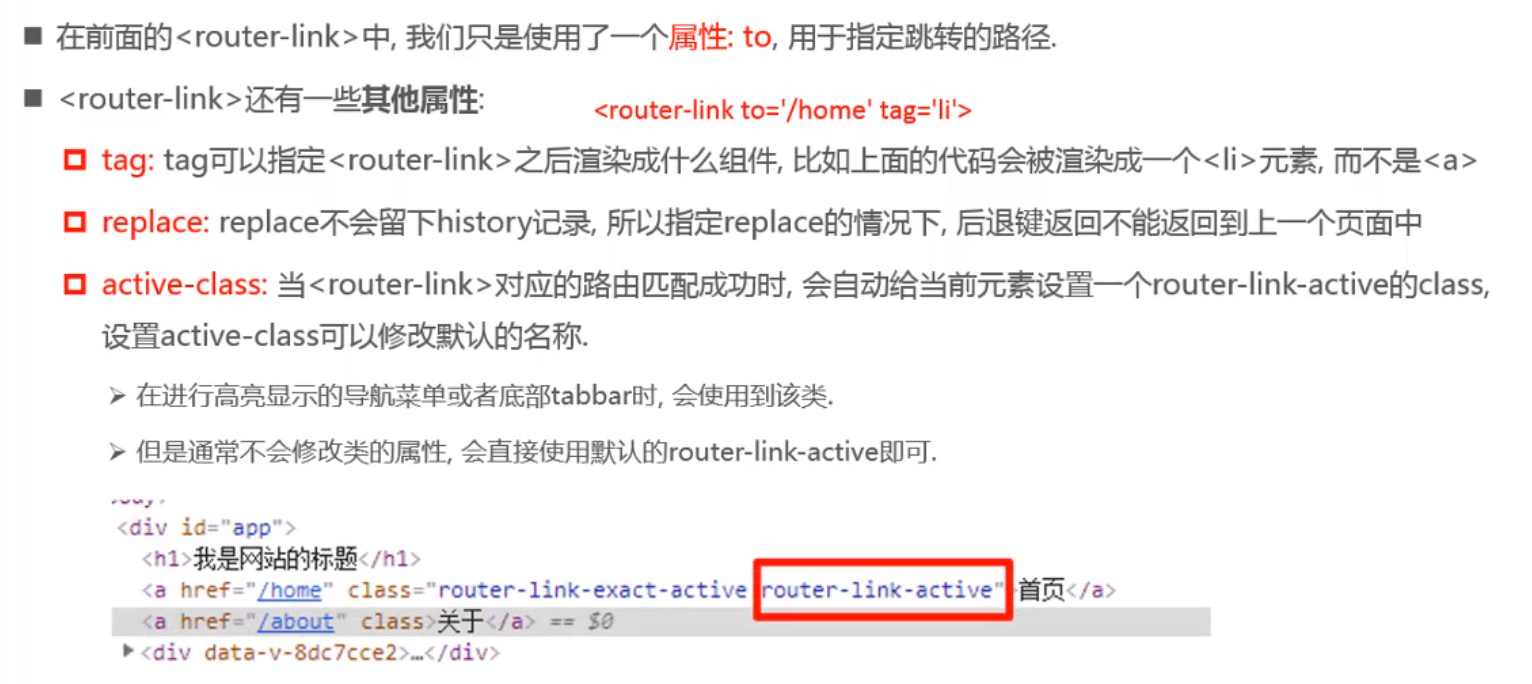 在前面的<router-link>中, 我们只是使用了一个属性: to, 用于指定跳转的路径.
<router-link>还有一些其他属性:
<router-link to='/home' tag='li'>
tag: tag可以指定<router-link>之后渲染成什么组件, 比如上面的代码会被渲染成一个<li>元素, 而不是<a>
replace: replace不会留下history记录, 所以指定replace的情况下, 后退键返回不能返回到上一个页面中
active-class: 当<router-link>对应的路由匹配成功时, 会自动给当前元素设置一个router-link-active的class,
设置active-class可以修改默认的名称.
在进行高亮显示的导航菜单或者底部tabbar时, 会使用到该类.
但是通常不会修改类的属性, 会直接使用默认的router-link-active即可.
<div id="app">
<h1>我是网站的标题</h1>
<a href="/home" class="router-link-exact-active router-link-active">首页</a>
<a href="/about" class>关于</a> == $0
<div data-v-8dc7cce2>…</div>